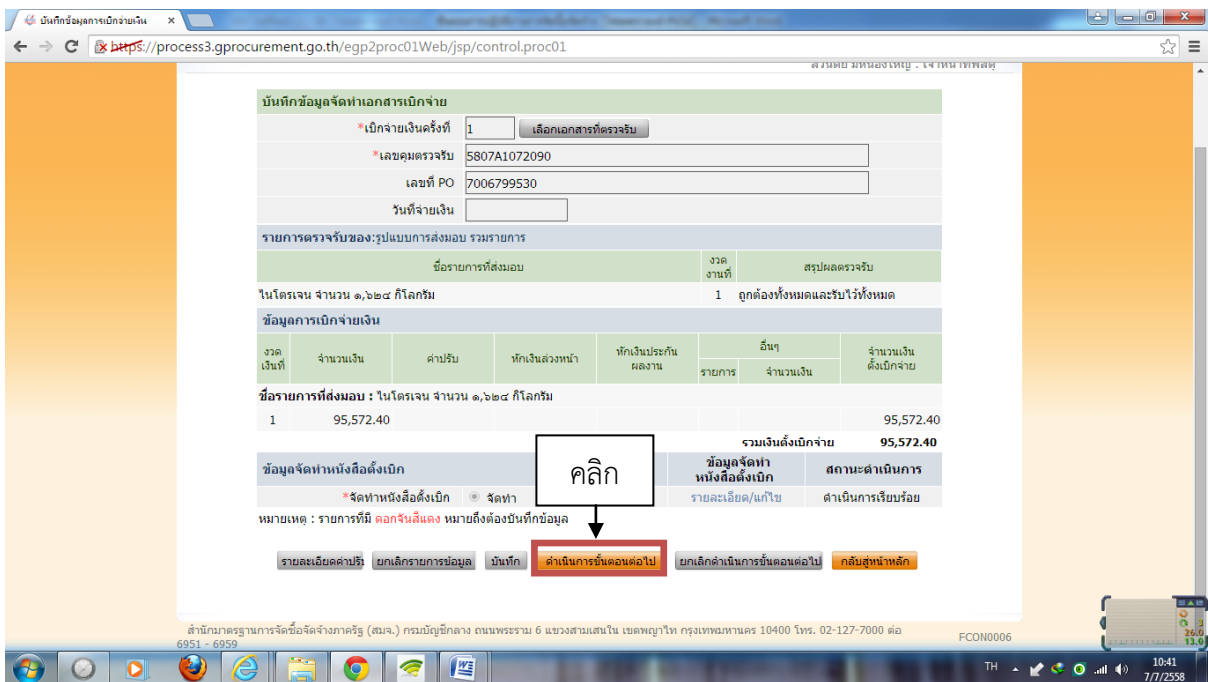 บันทึกข้อมูลการเบิกจ่ายเงิน
https://process3.gprocurement.go.th/egp2proc01Web/jsp/control.proc01
บันทึกข้อมูลจัดทำเอกสารเบิกจ่าย
*เบิกจ่ายเงินครั้งที่ 1 เลือกเอกสารที่ตรวจรับ
*เลขคุมตรวจรับ 5807A1072090
เลขที่ PO 7006799530
วันที่จ่ายเงิน
รายการตรวจรับของ:รูปแบบการส่งมอบ รวมรายการ
ชื่อรายการที่ส่งมอบ งวดงานที่ สรุปผลตรวจรับ
ไนโตรเจน จำนวน ๑,๖๒๔ กิโลกรัม 1 ถูกต้องทั้งหมดและรับไว้ทั้งหมด
ข้อมูลการเบิกจ่ายเงิน
งวดเงินที่ จำนวนเงิน ค่าปรับ หักเงินล่วงหน้า หักเงินประกันผลงาน อื่นๆ จำนวนเงินตั้งเบิกจ่าย
รายการ จำนวนเงิน
ชื่อรายการที่ส่งมอบ : ไนโตรเจน จำนวน ๑,๖๒๔ กิโลกรัม
1 95,572.40 95,572.40
รวมเงินตั้งเบิกจ่าย 95,572.40
ข้อมูลจัดทำหนังสือตั้งเบิก ข้อมูลจัดทำหนังสือตั้งเบิก สถานะดำเนินการ
คลิก
*จัดทำหนังสือตั้งเบิก จัดทำ รายละเอียด/แก้ไข ดำเนินการเรียบร้อย
หมายเหตุ : รายการที่มี ดอกจันสีแดง หมายถึงต้องบันทึกข้อมูล
รายละเอียดค่าปรับ ยกเลิกรายการข้อมูล บันทึก ดำเนินการขั้นตอนต่อไป ยกเลิกดำเนินการขั้นตอนต่อไป กลับสู่หน้าหลัก
สำนักมาตรฐานการจัดซื้อจัดจ้างภาครัฐ (สมจ.) กรมบัญชีกลาง ถนนพระราม 6 แขวงสามเสนใน เขตพญาไท กรุงเทพมหานคร 10400 โทร. 02-127-7000 ต่อ
6951 - 6959 FCON0006
26.0
13.0
TH 10:41
7/7/2558